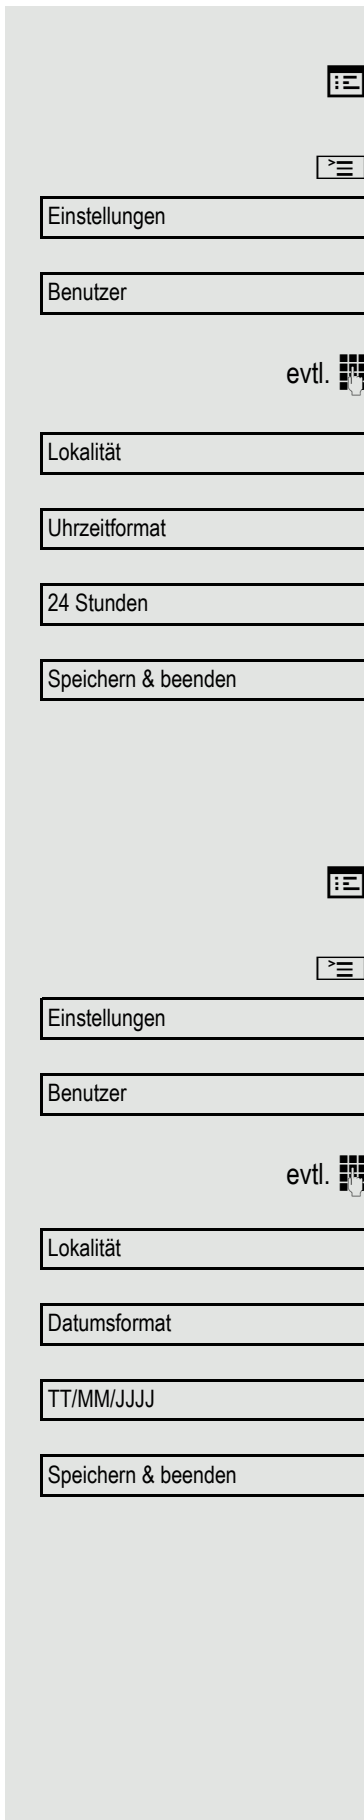 Einstellungen
Benutzer
evtl.
Lokalität
Uhrzeitformat
24 Stunden
Speichern & beenden
Einstellungen
Benutzer
evtl.
Lokalität
Datumsformat
TT/MM/JJJJ
Speichern & beenden